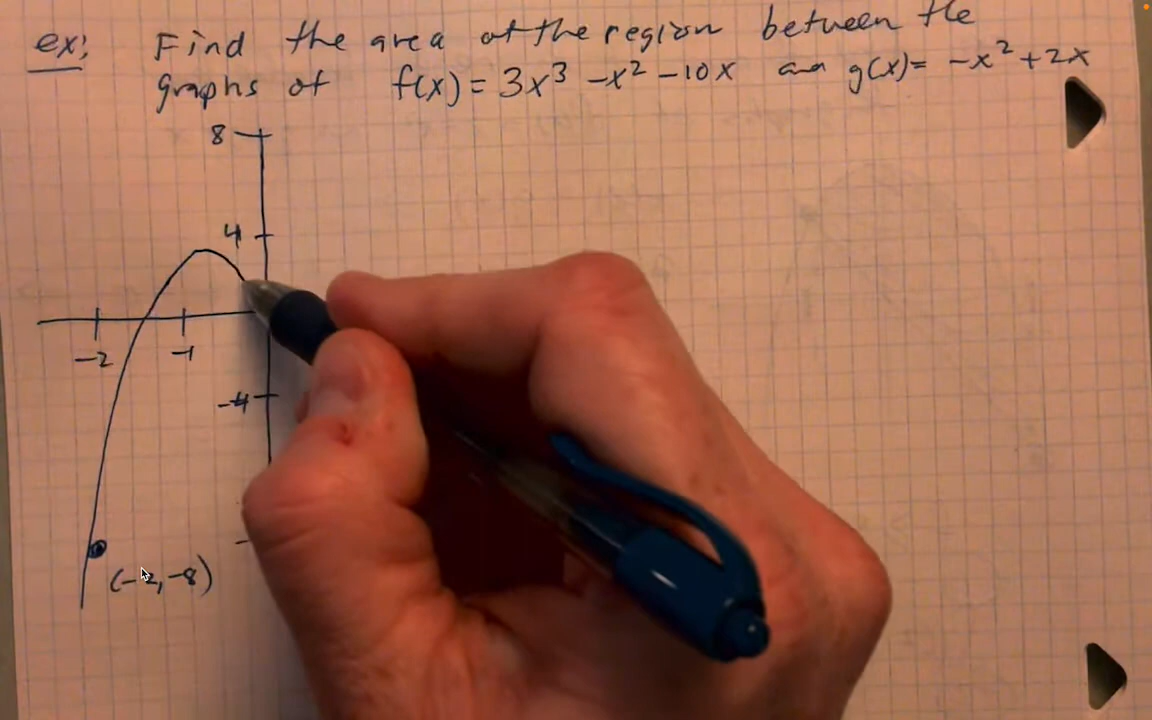 ex: Find the area of the region between the
graphs of f(x) = 3x³ - x² - 10x and g(x) = -x² + 2x
8
4
-2 -1
-4
(-2, -8)